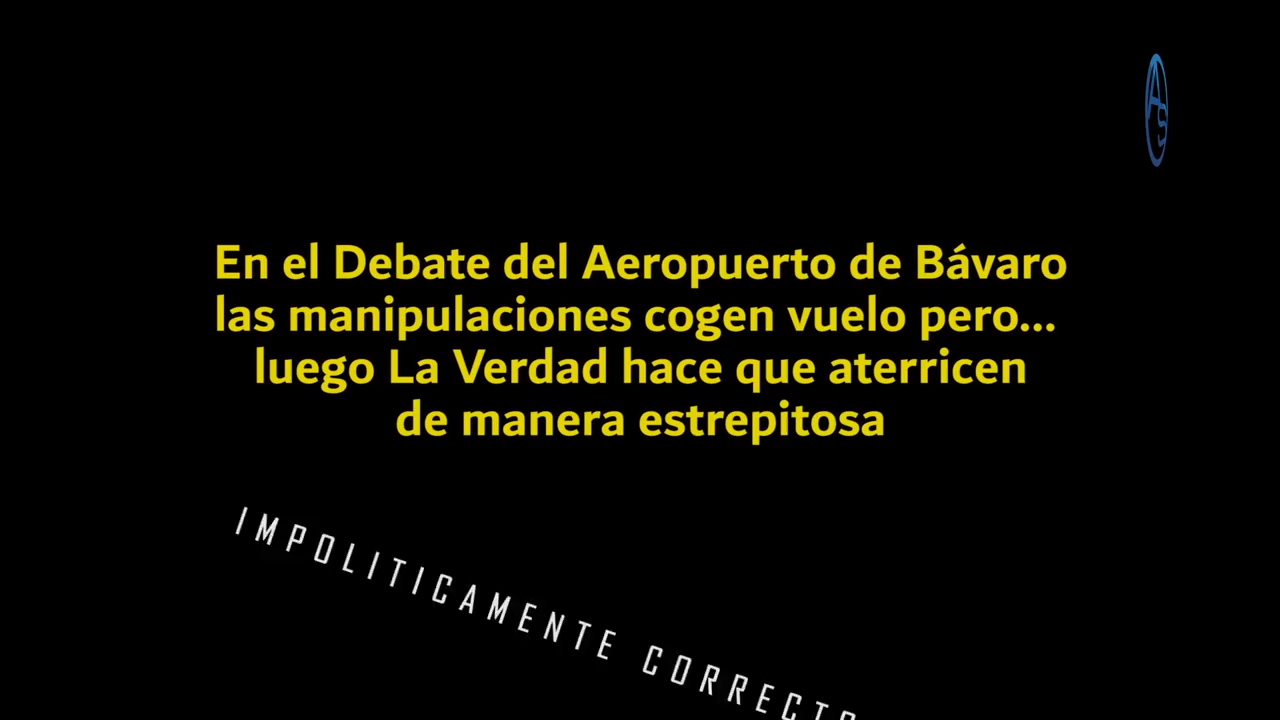 En el Debate del Aeropuerto de Bávaro
las manipulaciones cogen vuelo pero...
luego La Verdad hace que aterricen
de manera estrepitosa
IMPOLITICAMENTE CORRECTO